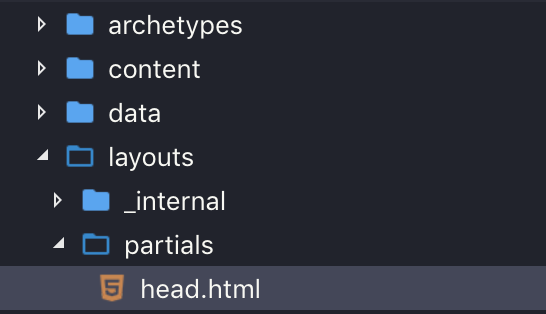 archetypes
content
data
layouts
_internal
partials
head.html